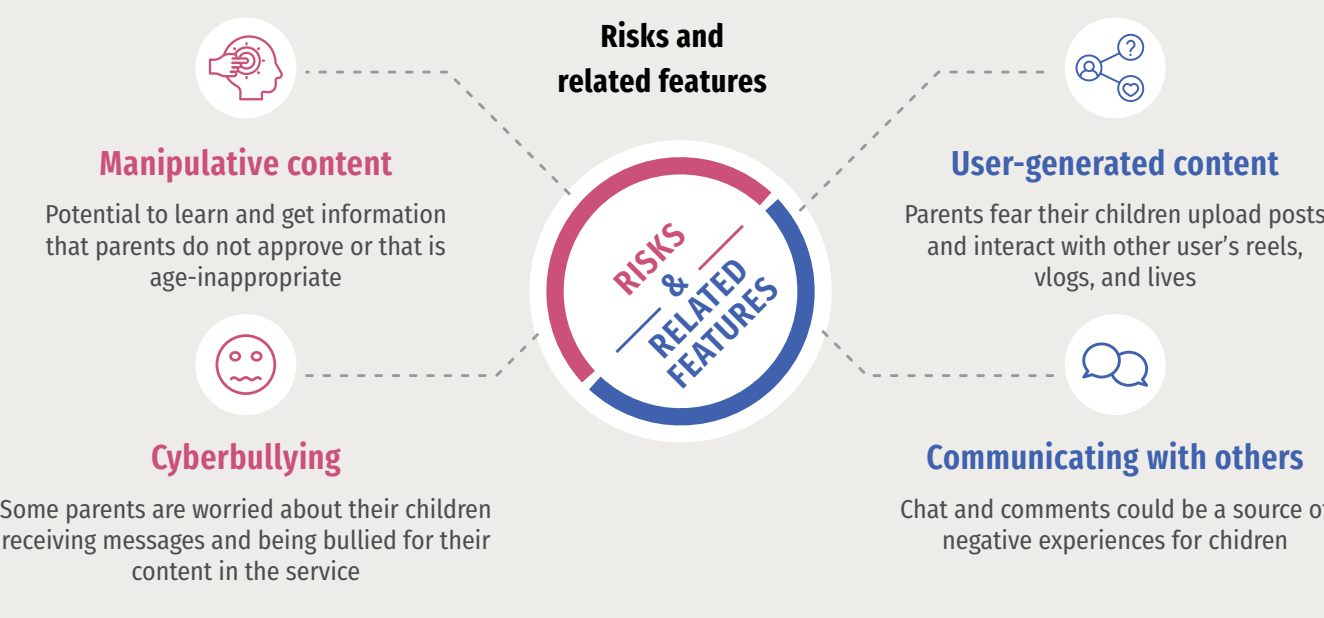 Risks and
related features
Manipulative content
Potential to learn and get information
that parents do not approve or that is
age-inappropriate
Cyberbullying
Some parents are worried about their children
receiving messages and being bullied for their
content in the service
RISKS
&
RELATED
FEATURES
User-generated content
Parents fear their children upload posts
and interact with other user's reels,
vlogs, and lives
Communicating with others
Chat and comments could be a source of
negative experiences for chidren